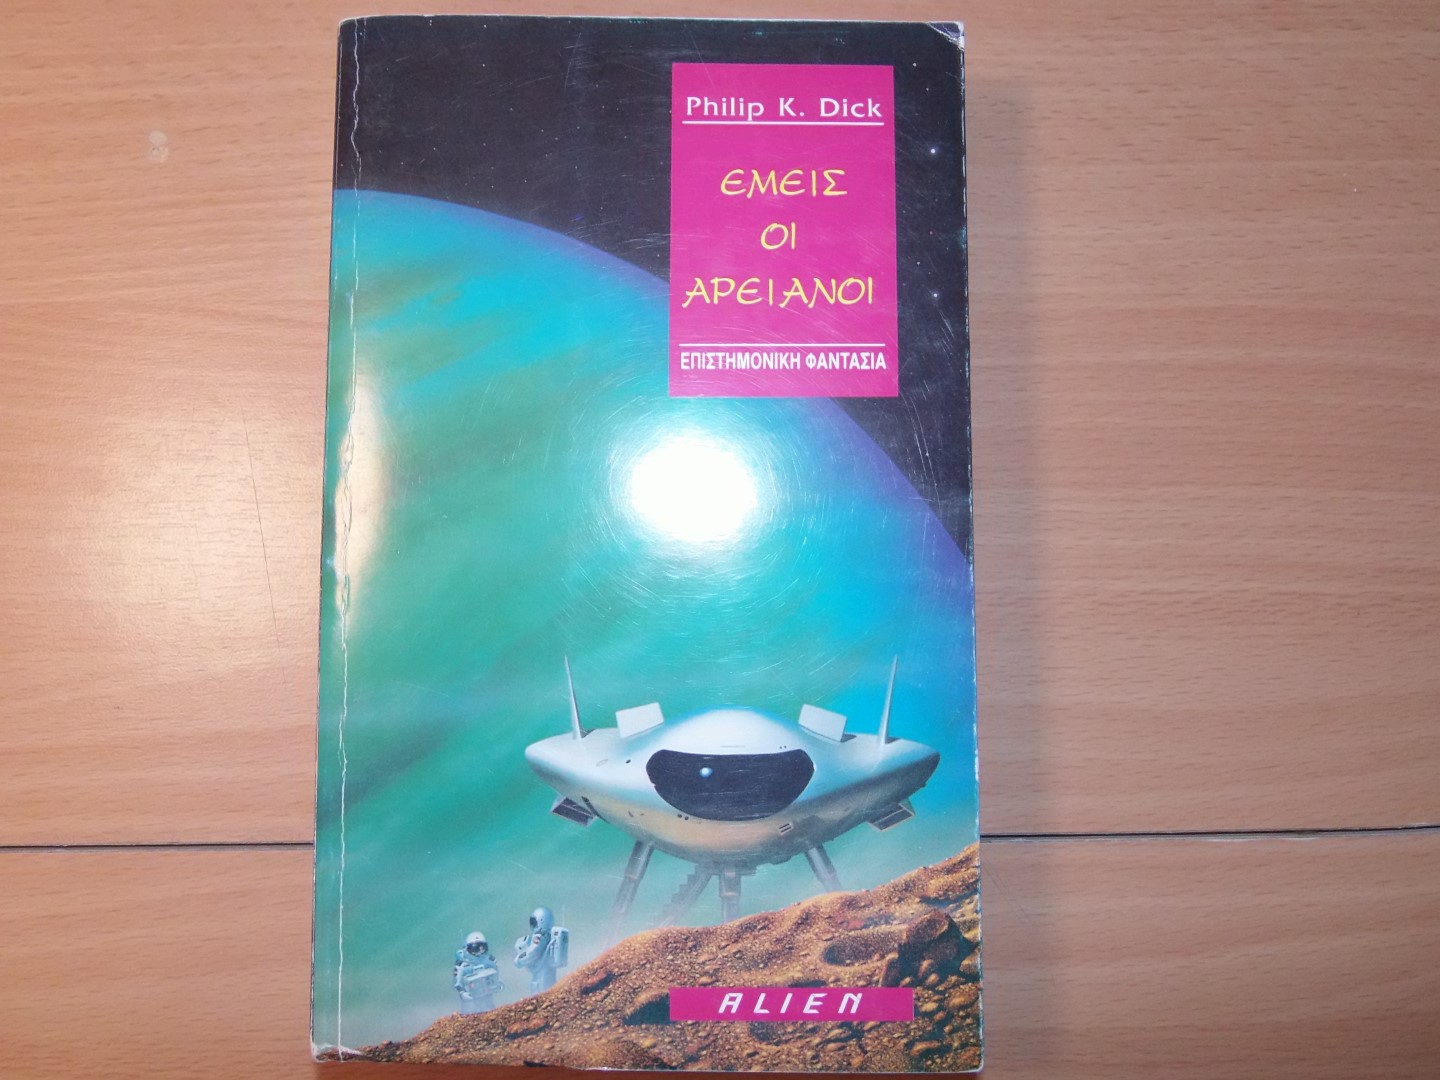 Philip K. Dick
ΕΜΕΙΣ
ΟΙ
ΑΡΕΙΑΝΟΙ
ΕΠΙΣΤΗΜΟΝΙΚΗ ΦΑΝΤΑΣΙΑ
ALIEN